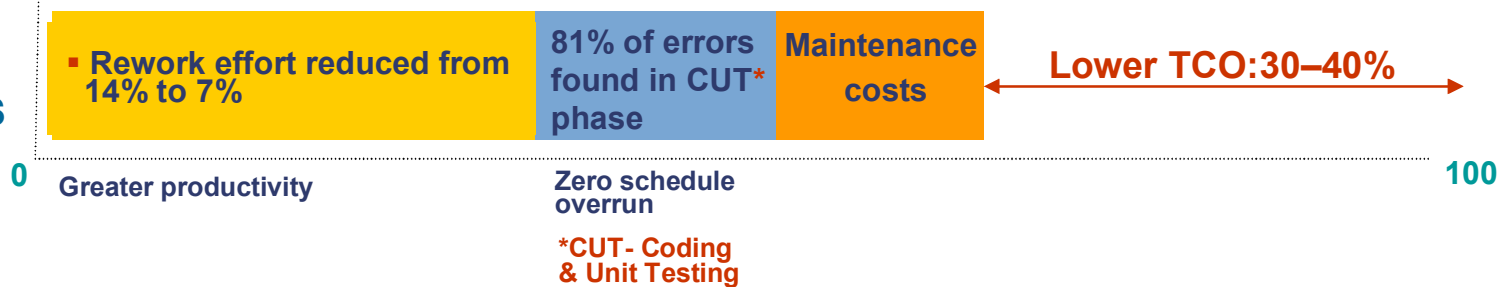 ▪ Rework effort reduced from
14% to 7%
81% of errors
found in CUT*
phase
Maintenance
costs
Lower TCO:30–40%
S
0
100
Greater productivity
Zero schedule
overrun
*CUT- Coding
& Unit Testing